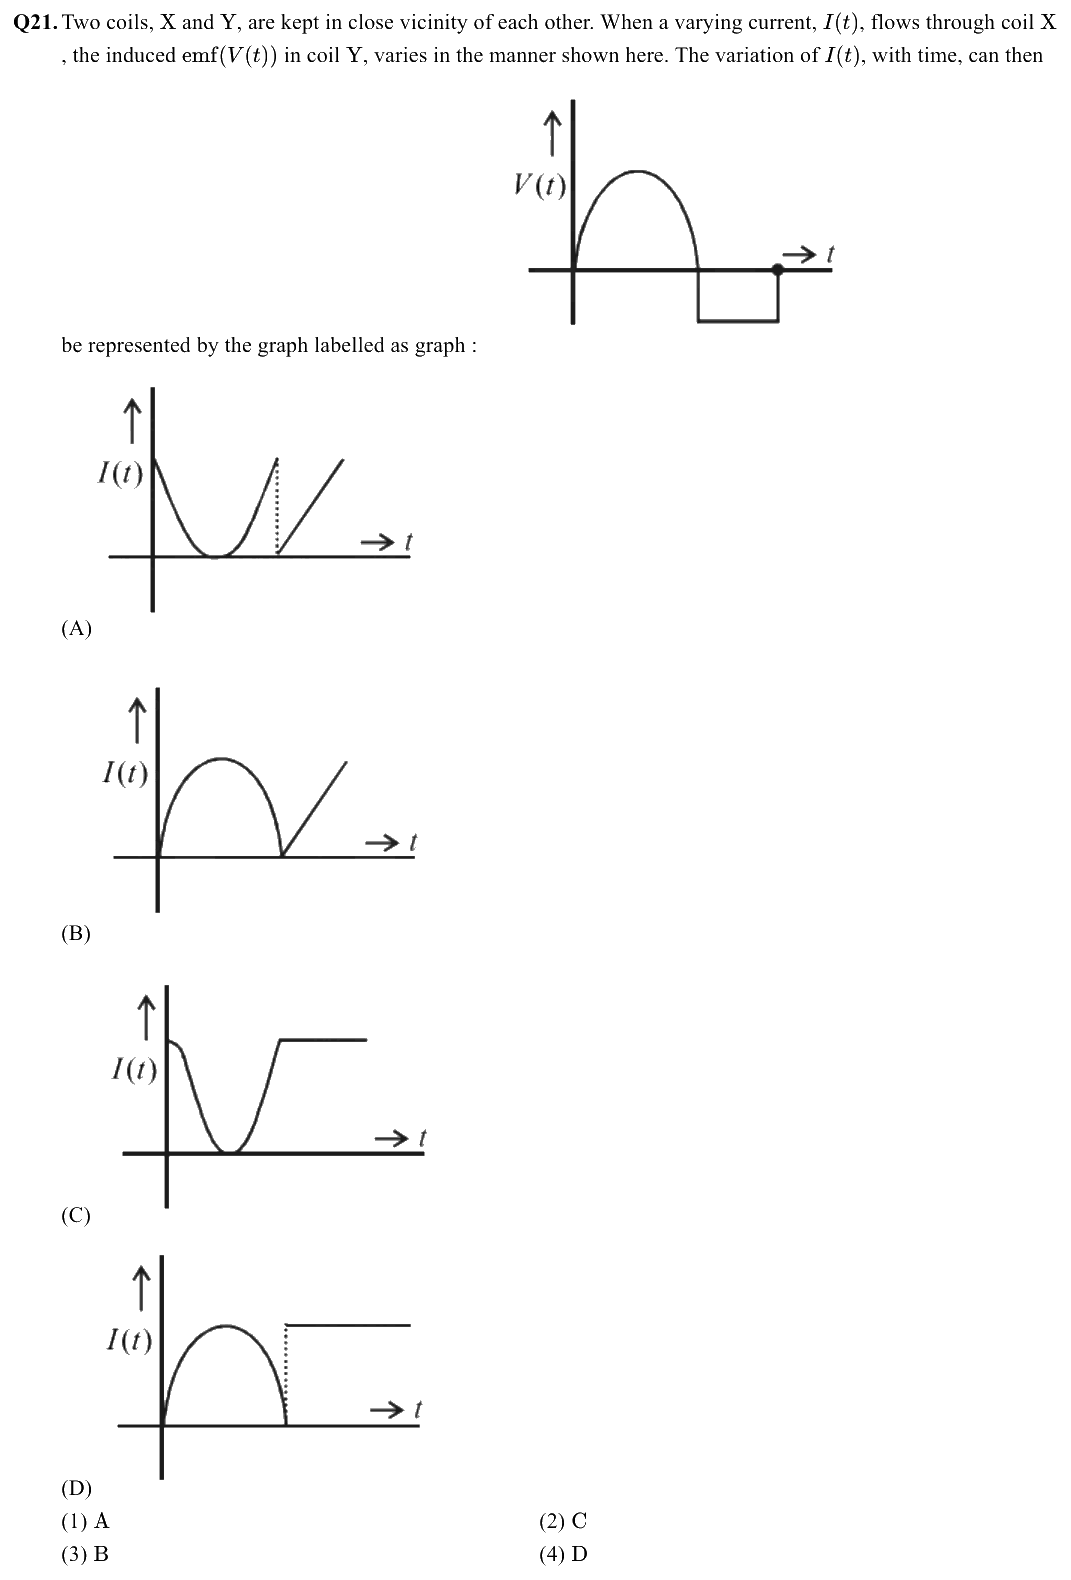 Q21. Two coils, X and Y, are kept in close vicinity of each other. When a varying current, I(t), flows through coil X
, the induced emf(V(t)) in coil Y, varies in the manner shown here. The variation of I(t), with time, can then
V(t)
t
be represented by the graph labelled as graph :
I(t)
t
(A)
I(t)
t
(B)
I(t)
t
(C)
I(t)
t
(D)
(1) A
(2) C
(3) B
(4) D